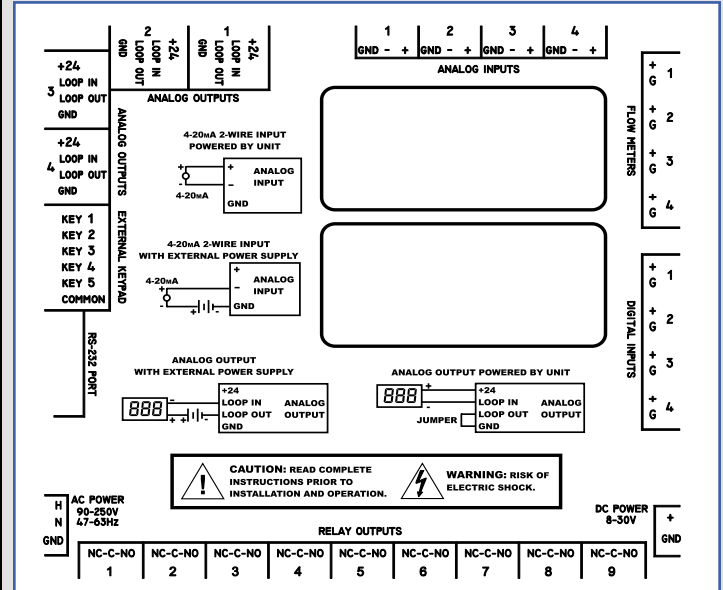 2
GND
LOOP OUT
LOOP IN
+24
1
GND
LOOP OUT
LOOP IN
+24
ANALOG OUTPUTS
1 2 3 4
GND - + GND - + GND - + GND - +
ANALOG INPUTS
3
+24
LOOP IN
LOOP OUT
GND
4
+24
LOOP IN
LOOP OUT
GND
ANALOG OUTPUTS
KEY 1
KEY 2
KEY 3
KEY 4
KEY 5
COMMON
EXTERNAL KEYPAD
RS-232 PORT
4-20MA 2-WIRE INPUT
POWERED BY UNIT
+
-
4-20MA
+
-
ANALOG
INPUT
GND
4-20MA 2-WIRE INPUT
WITH EXTERNAL POWER SUPPLY
4-20MA
+
-
+ -
+
-
GND
ANALOG
INPUT
ANALOG OUTPUT
WITH EXTERNAL POWER SUPPLY
888
-
+ + -
+24
LOOP IN
LOOP OUT
GND
ANALOG
OUTPUT
ANALOG OUTPUT POWERED BY UNIT
888
+
-
JUMPER
+24
LOOP IN
LOOP OUT
GND
ANALOG
OUTPUT
FLOW METERS
+
G 1
+
G 2
+
G 3
+
G 4
DIGITAL INPUTS
+
G 1
+
G 2
+
G 3
+
G 4
!
CAUTION: READ COMPLETE
INSTRUCTIONS PRIOR TO
INSTALLATION AND OPERATION.
WARNING: RISK OF
ELECTRIC SHOCK.
H
N
GND
AC POWER
90-250V
47-63Hz
DC POWER
8-30V
+
-
GND
RELAY OUTPUTS
NC-C-NO NC-C-NO NC-C-NO NC-C-NO NC-C-NO NC-C-NO NC-C-NO NC-C-NO NC-C-NO
1 2 3 4 5 6 7 8 9